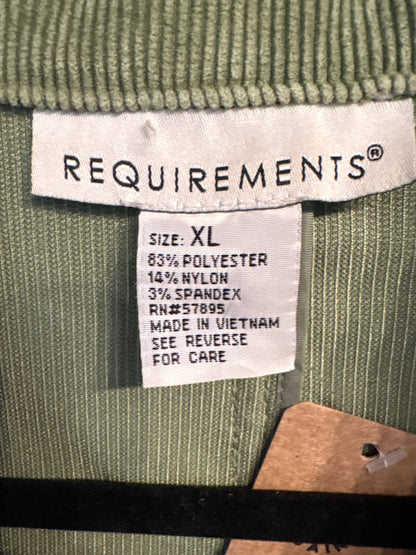 REQUIREMENTS®
SIZE: XL
83% POLYESTER
14% NYLON
3% SPANDEX
RN#57895
MADE IN VIETNAM
SEE REVERSE
FOR CARE